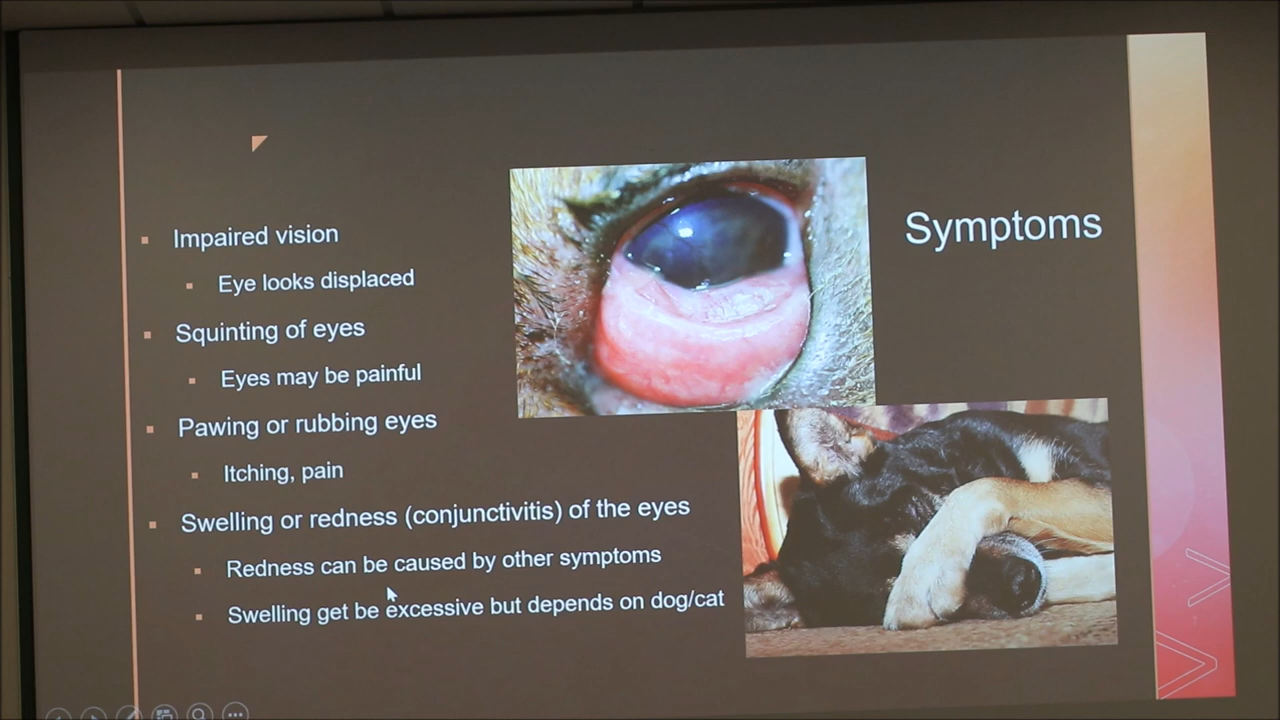 Symptoms
Impaired vision
Eye looks displaced
Squinting of eyes
Eyes may be painful
Pawing or rubbing eyes
Itching, pain
Swelling or redness (conjunctivitis) of the eyes
Redness can be caused by other symptoms
Swelling get be excessive but depends on dog/cat